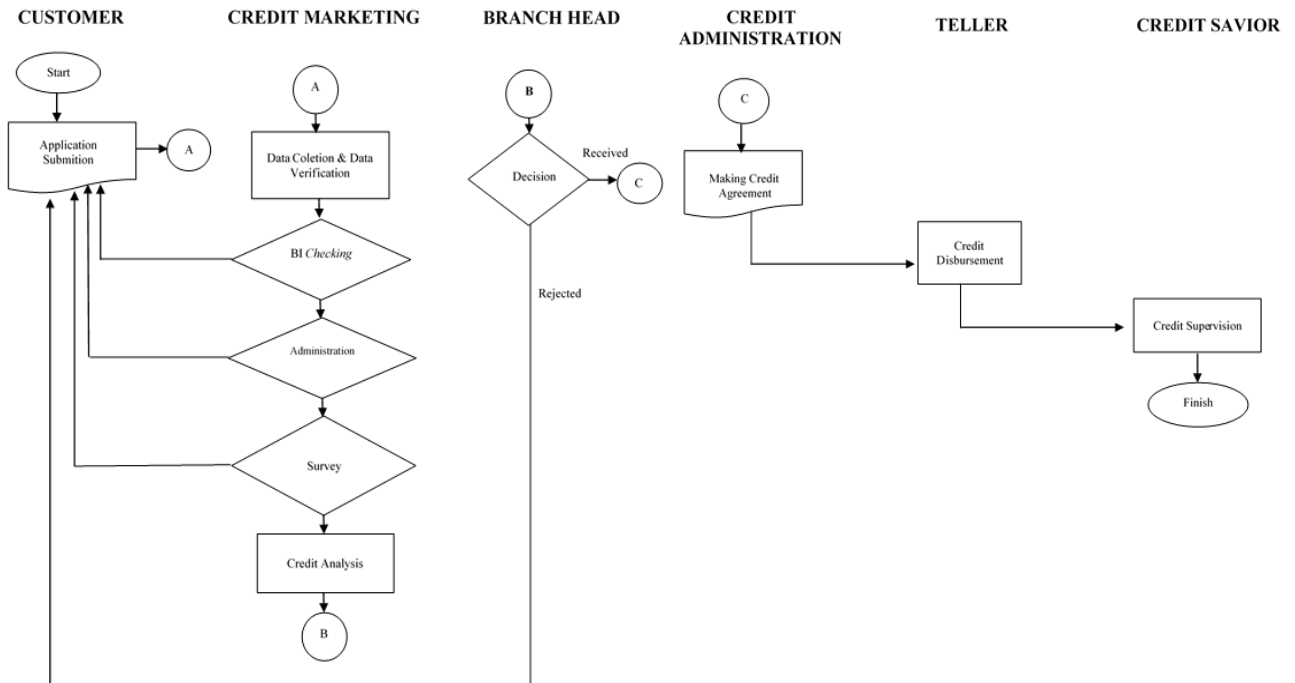 CUSTOMER
CREDIT MARKETING
BRANCH HEAD
CREDIT
ADMINISTRATION
TELLER
CREDIT SAVIOR
Start
Application
Submition
A
A
Data Coletion & Data
Verification
BI Checking
Administration
Survey
Credit Analysis
B
B
Decision
Received
C
Rejected
C
Making Credit
Agreement
Credit
Disbursement
Credit Supervision
Finish